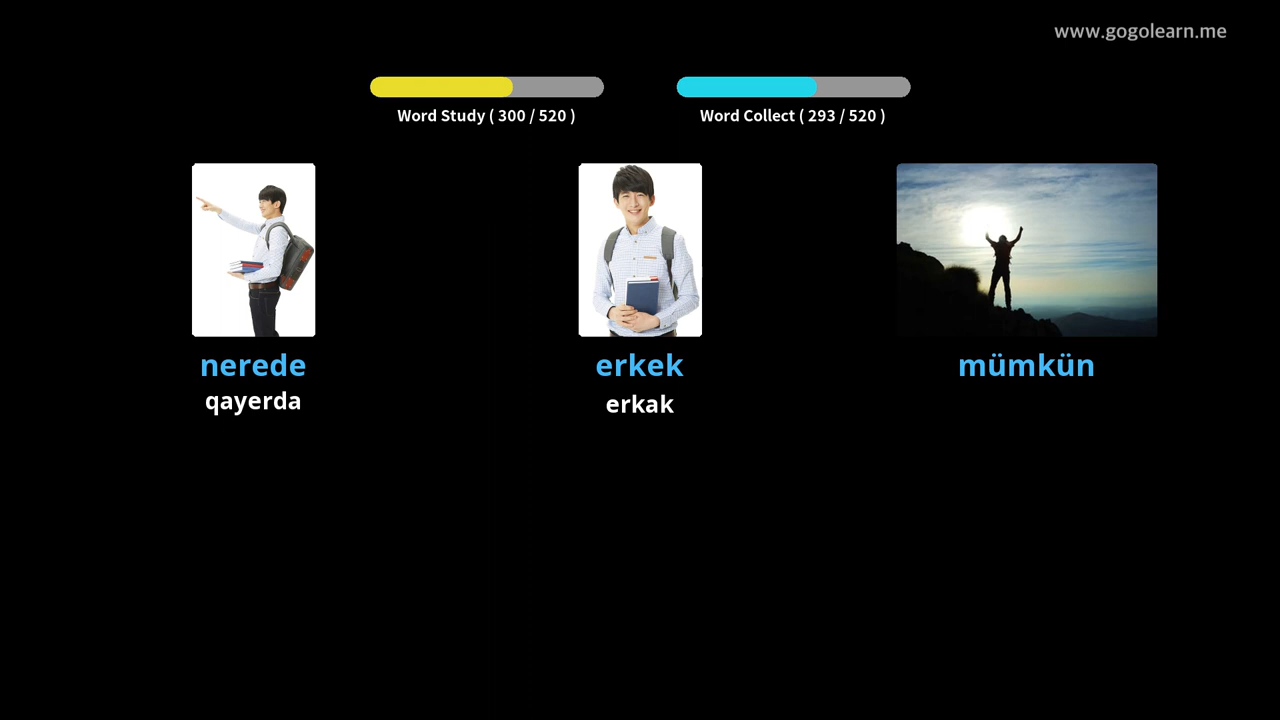 www.gogolearn.me
Word Study ( 300 / 520 )
Word Collect ( 293 / 520 )
nerede
qayerda
erkek
erkak
mümkün